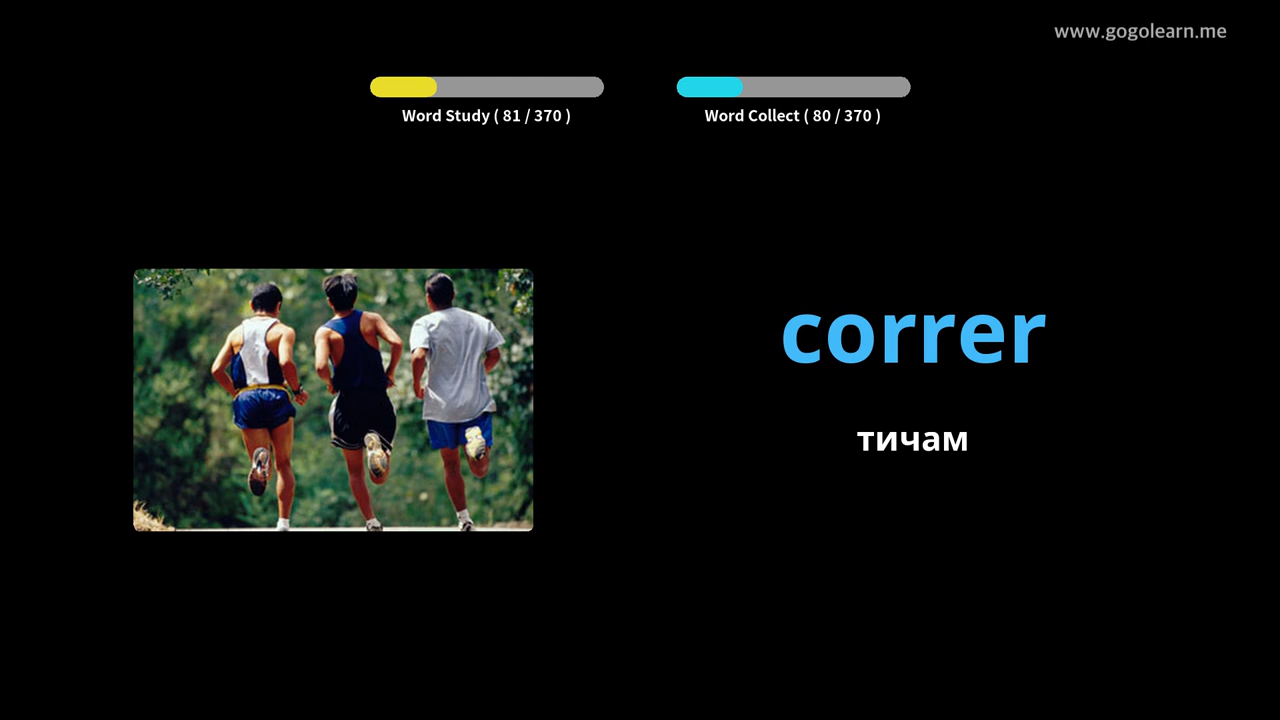 www.gogolearn.me
Word Study ( 81 / 370 )
Word Collect ( 80 / 370 )
correr
тичам